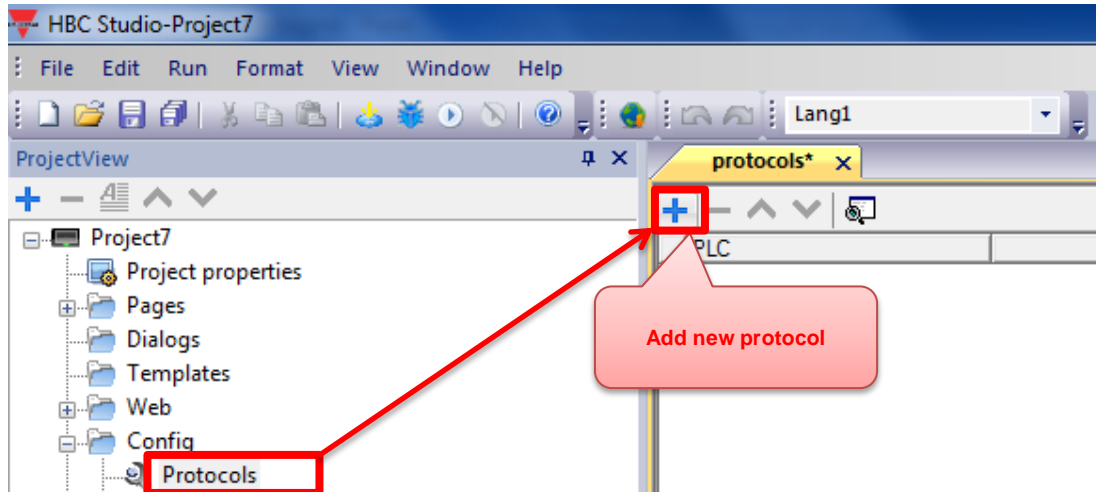 HBC Studio-Project7
File Edit Run Format View Window Help
Lang1
ProjectView
protocols*
Project7
PLC
Project properties
Pages
Add new protocol
Dialogs
Templates
Web
Config
Protocols